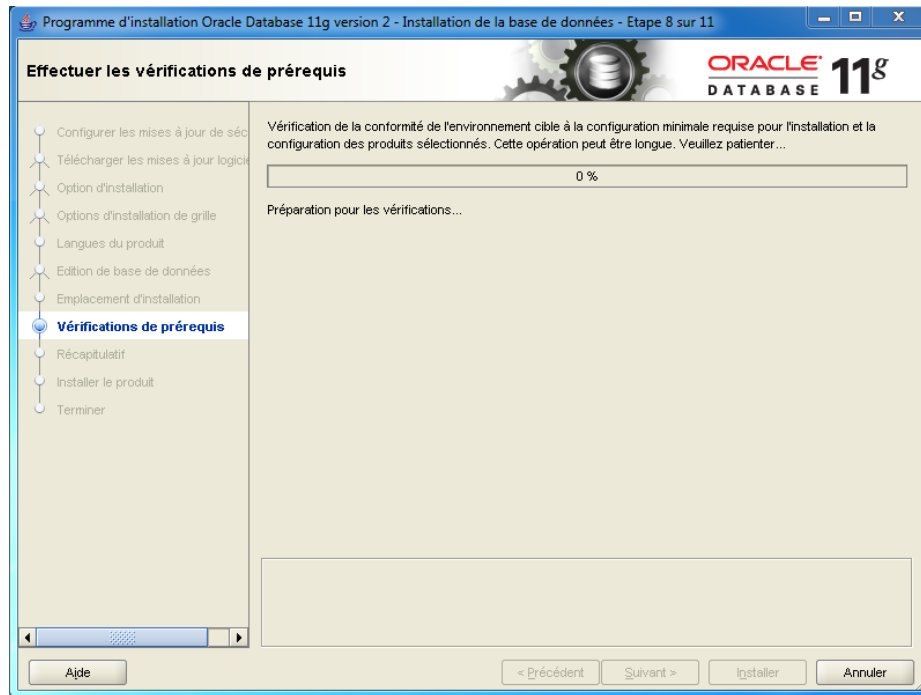 Programme d'installation Oracle Database 11g version 2 - Installation de la base de données - Etape 8 sur 11
Effectuer les vérifications de prérequis
ORACLE 11g
DATABASE
Configurer les mises à jour de séc
Télécharger les mises à jour logicie
Option d'installation
Options d'installation de grille
Langues du produit
Edition de base de données
Emplacement d'installation
Vérifications de prérequis
Récapitulatif
Installer le produit
Terminer
Vérification de la conformité de l'environnement cible à la configuration minimale requise pour l'installation et la
configuration des produits sélectionnés. Cette opération peut être longue. Veuillez patienter...
0 %
Préparation pour les vérifications...
Aide
< Précédent
Suivant >
Installer
Annuler